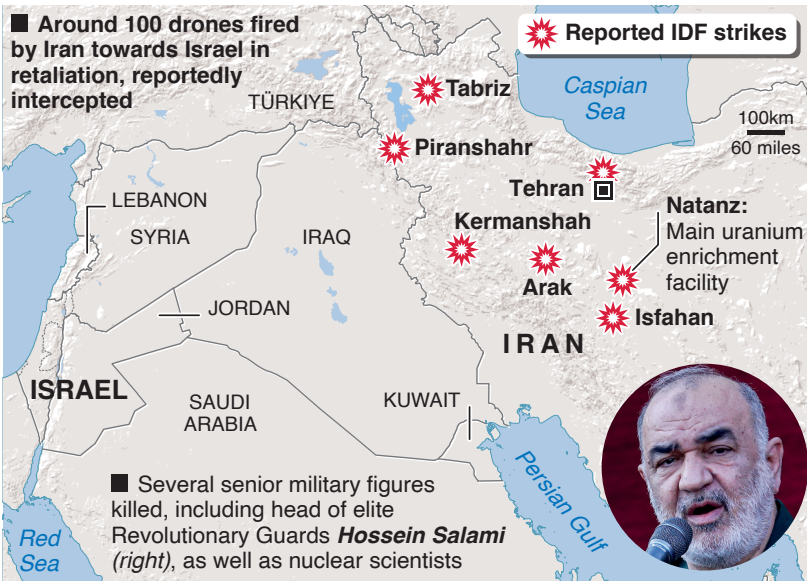 ■ Around 100 drones fired
by Iran towards Israel in
retaliation, reportedly
intercepted
Reported IDF strikes
TÜRKIYE
Tabriz
Caspian
Sea
100km
60 miles
Piranshahr
Tehran
LEBANON
SYRIA
IRAQ
Kermanshah
Natanz:
Main uranium
enrichment
facility
Arak
JORDAN
Isfahan
IRAN
ISRAEL
SAUDI
ARABIA
KUWAIT
Persian Gulf
■ Several senior military figures
killed, including head of elite
Revolutionary Guards Hossein Salami
(right), as well as nuclear scientists
Red
Sea